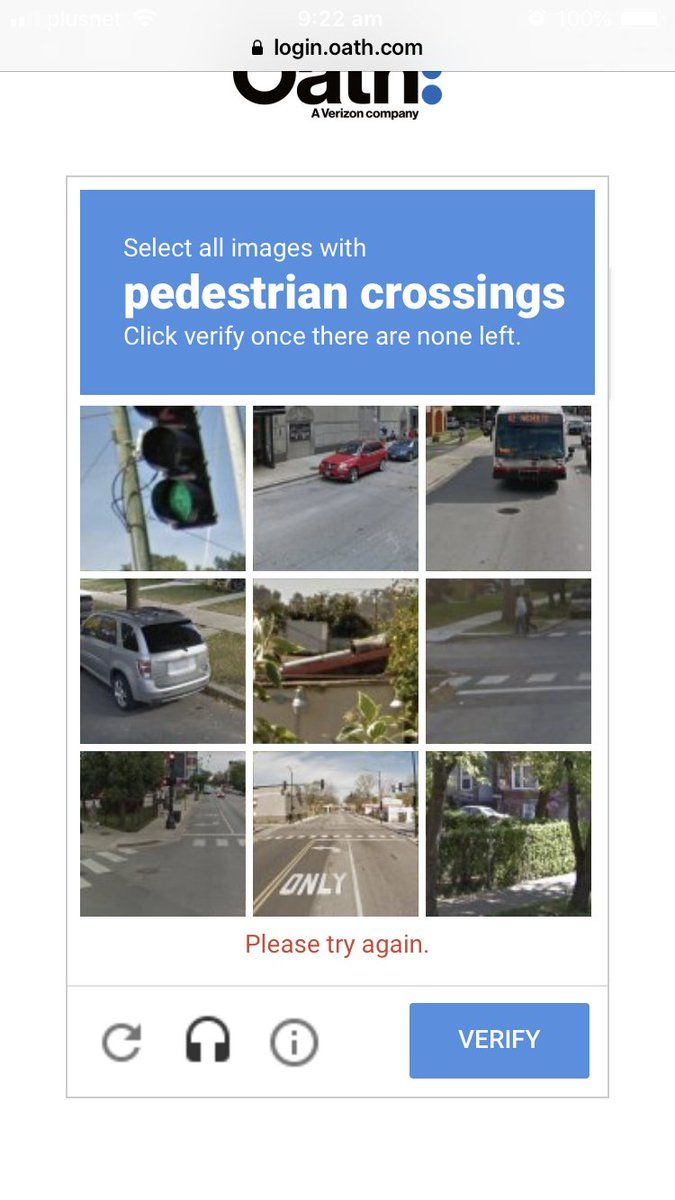 plusnet 9:22 am 100%
login.oath.com
Oath:
A Verizon company
Select all images with
pedestrian crossings
Click verify once there are none left.
ONLY
Please try again.
VERIFY